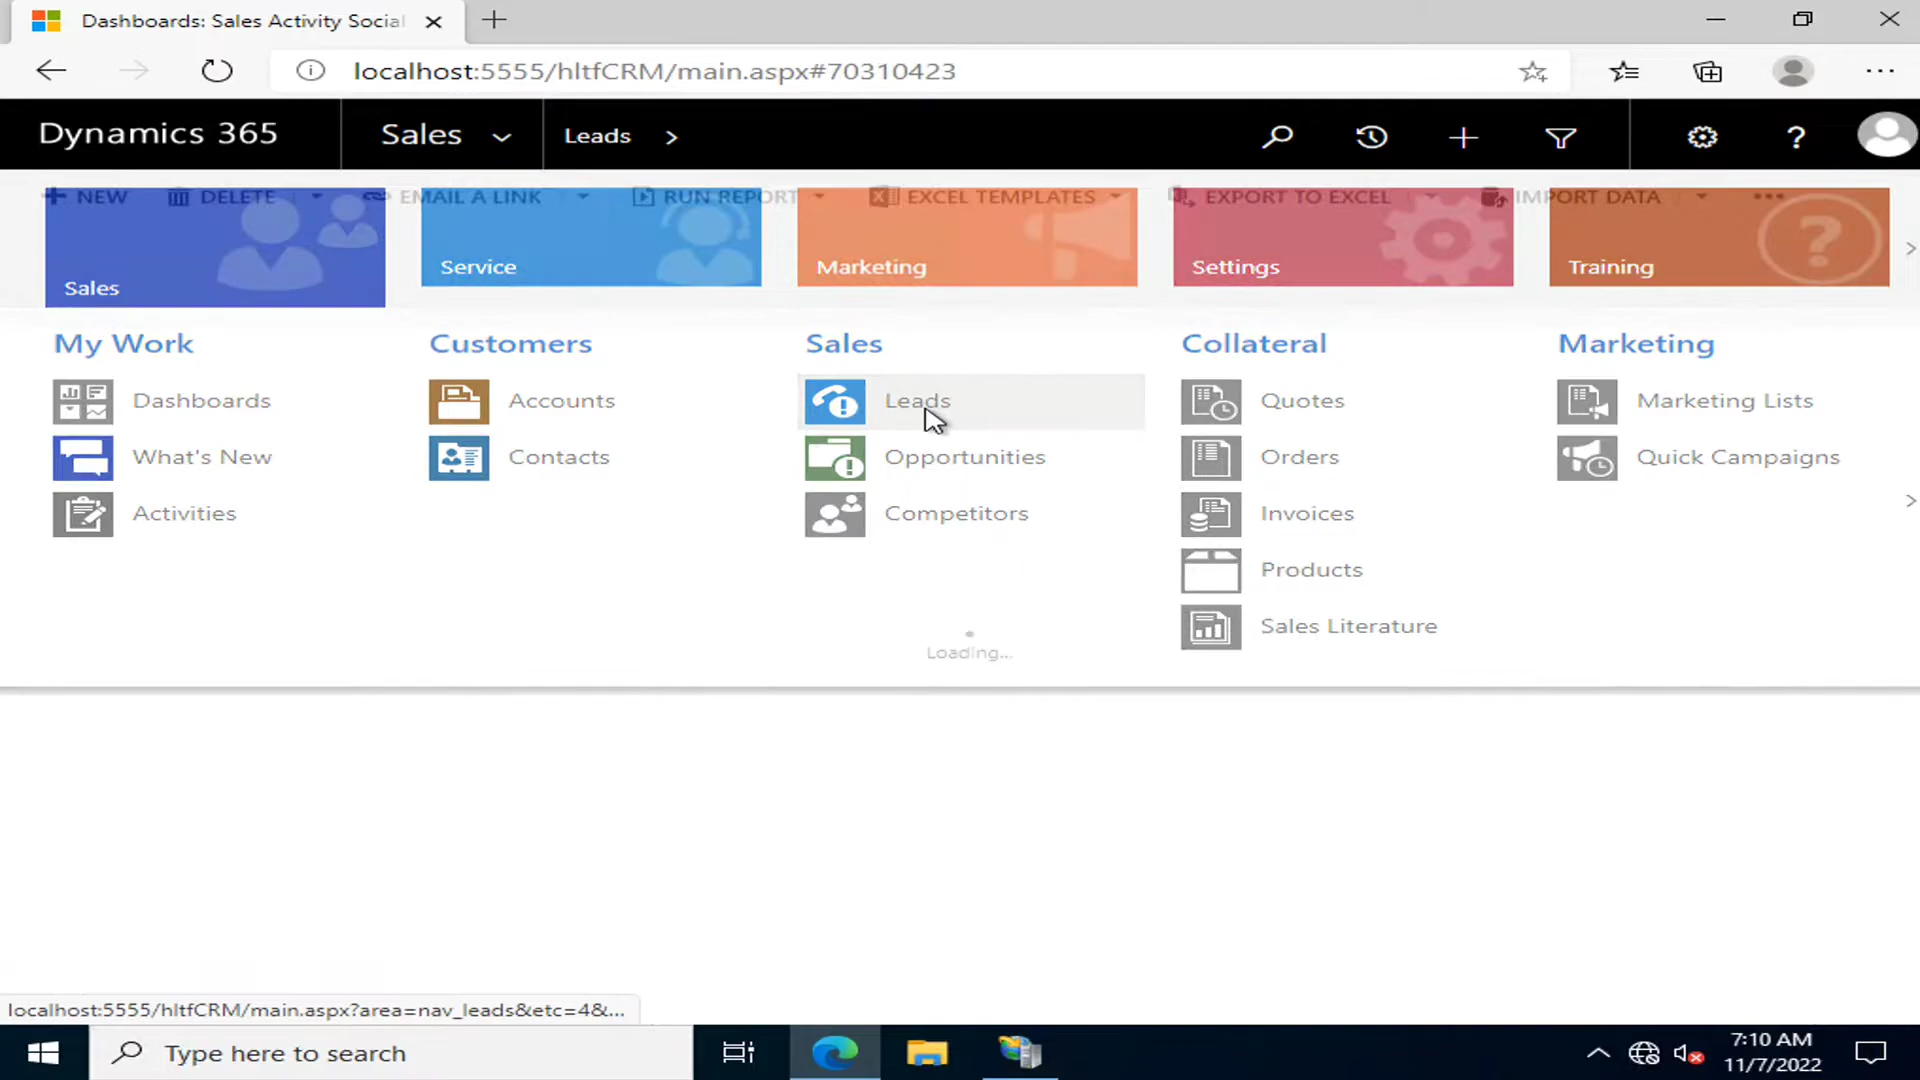 Dashboards: Sales Activity Social
localhost:5555/hltfCRM/main.aspx#70310423
Dynamics 365 Sales Leads
NEW DELETE EMAIL A LINK RUN REPORT EXCEL TEMPLATES EXPORT TO EXCEL IMPORT DATA
Sales Service Marketing Settings Training
My Work Customers Sales Collateral Marketing
Dashboards Accounts Leads Quotes Marketing Lists
What's New Contacts Opportunities Orders Quick Campaigns
Activities Competitors Invoices
Products
Sales Literature
Loading...
localhost:5555/hltfCRM/main.aspx?area=nav_leads&etc=4&...
Type here to search
7:10 AM
11/7/2022